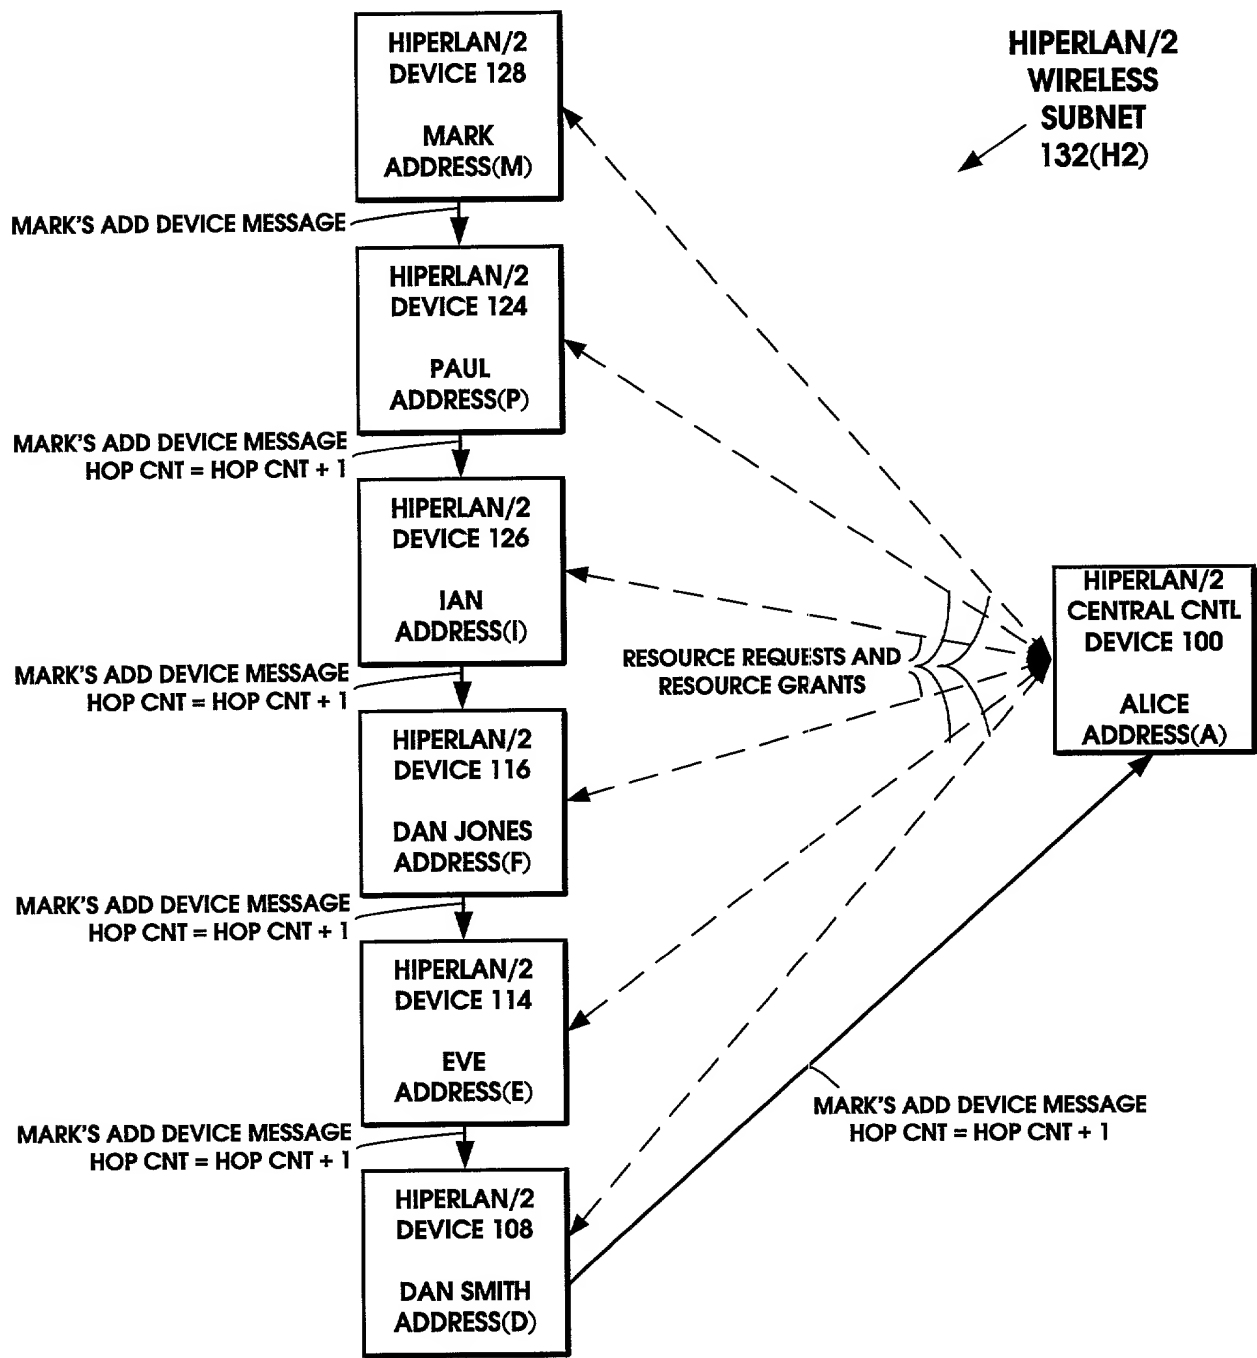 HIPERLAN/2
DEVICE 128
MARK
ADDRESS(M)
HIPERLAN/2
WIRELESS
SUBNET
132(H2)
MARK'S ADD DEVICE MESSAGE
HIPERLAN/2
DEVICE 124
PAUL
ADDRESS(P)
MARK'S ADD DEVICE MESSAGE
HOP CNT = HOP CNT + 1
HIPERLAN/2
DEVICE 126
IAN
ADDRESS(I)
HIPERLAN/2
CENTRAL CNTL
DEVICE 100
ALICE
ADDRESS(A)
RESOURCE REQUESTS AND
RESOURCE GRANTS
MARK'S ADD DEVICE MESSAGE
HOP CNT = HOP CNT + 1
HIPERLAN/2
DEVICE 116
DAN JONES
ADDRESS(F)
MARK'S ADD DEVICE MESSAGE
HOP CNT = HOP CNT + 1
HIPERLAN/2
DEVICE 114
EVE
ADDRESS(E)
MARK'S ADD DEVICE MESSAGE
HOP CNT = HOP CNT + 1
MARK'S ADD DEVICE MESSAGE
HOP CNT = HOP CNT + 1
HIPERLAN/2
DEVICE 108
DAN SMITH
ADDRESS(D)